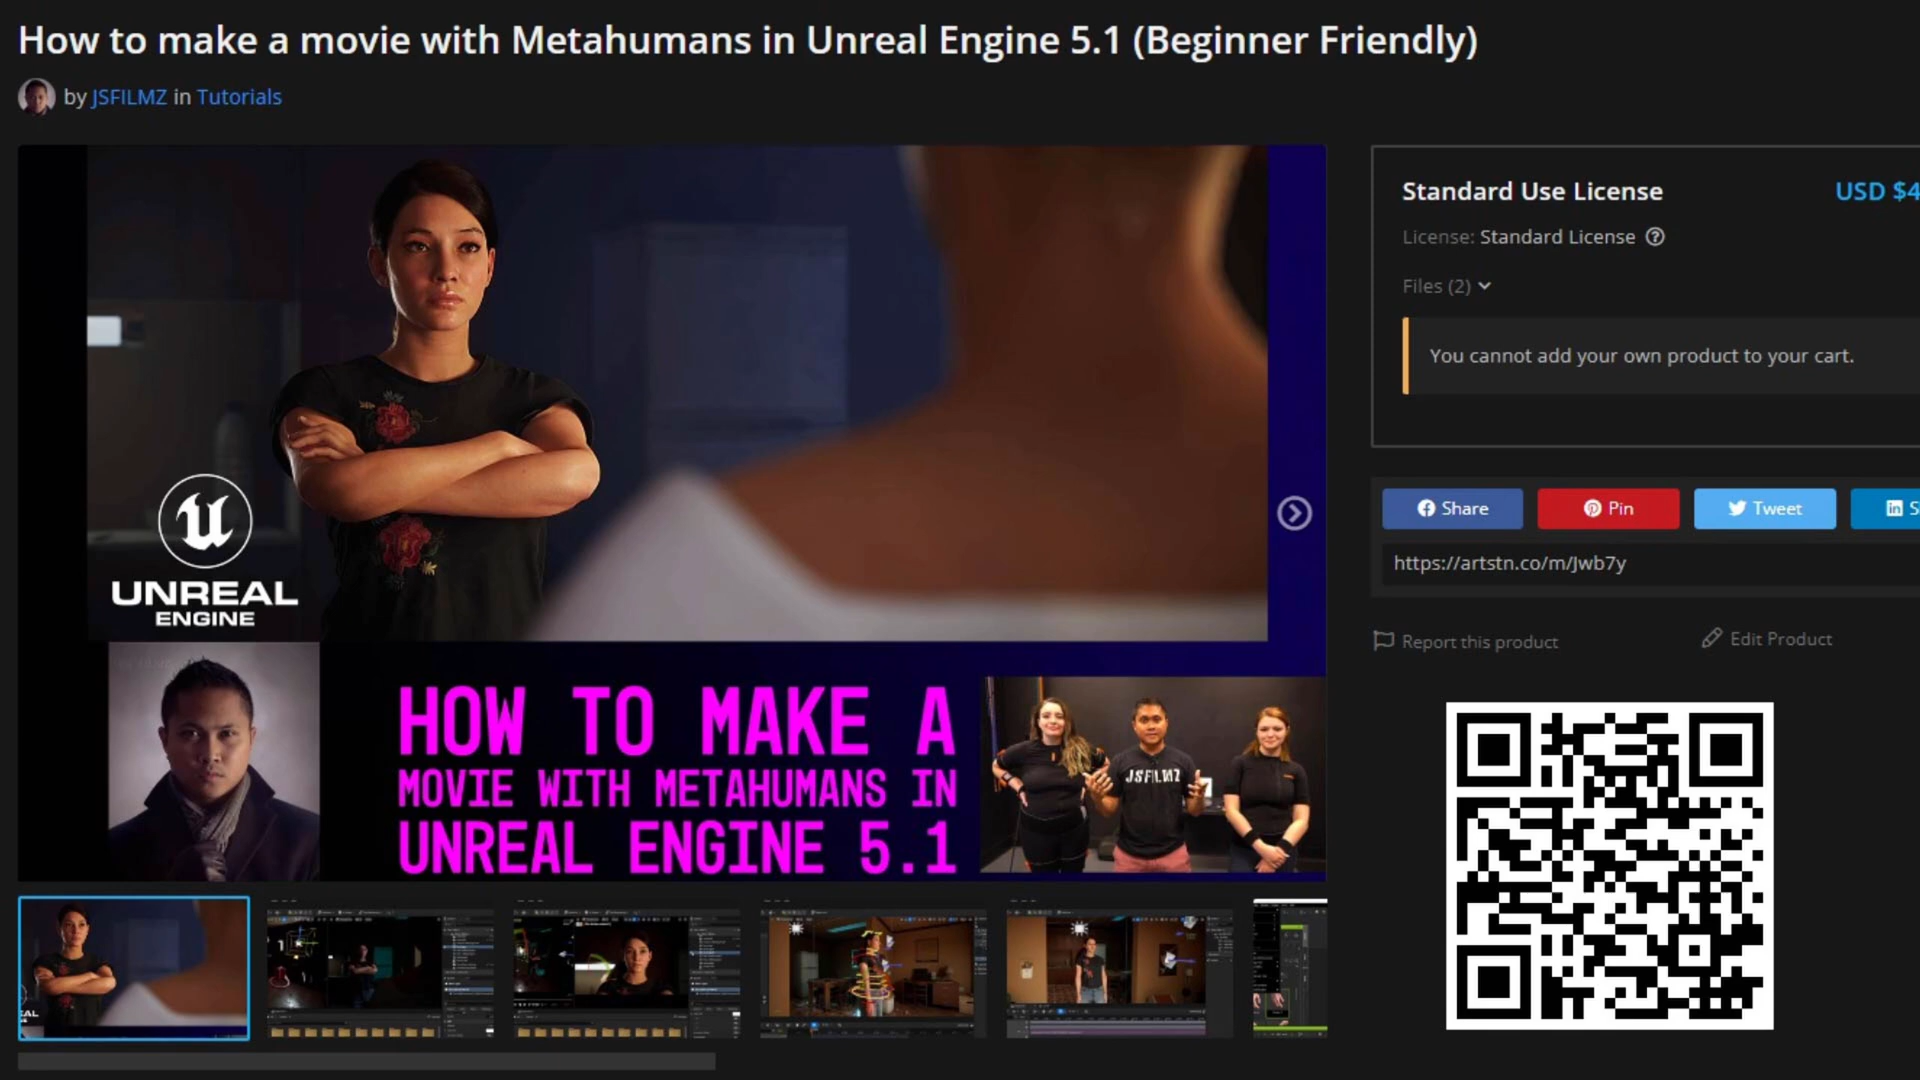 How to make a movie with Metahumans in Unreal Engine 5.1 (Beginner Friendly)
by JSFILMZ in Tutorials
Standard Use License
USD $4
License: Standard License
Files (2)
You cannot add your own product to your cart.
Share
Pin
Tweet
S
https://artstn.co/m/Jwb7y
Report this product
Edit Product
UNREAL
ENGINE
HOW TO MAKE A
MOVIE WITH METAHUMANS IN
UNREAL ENGINE 5.1
JSFILMZ